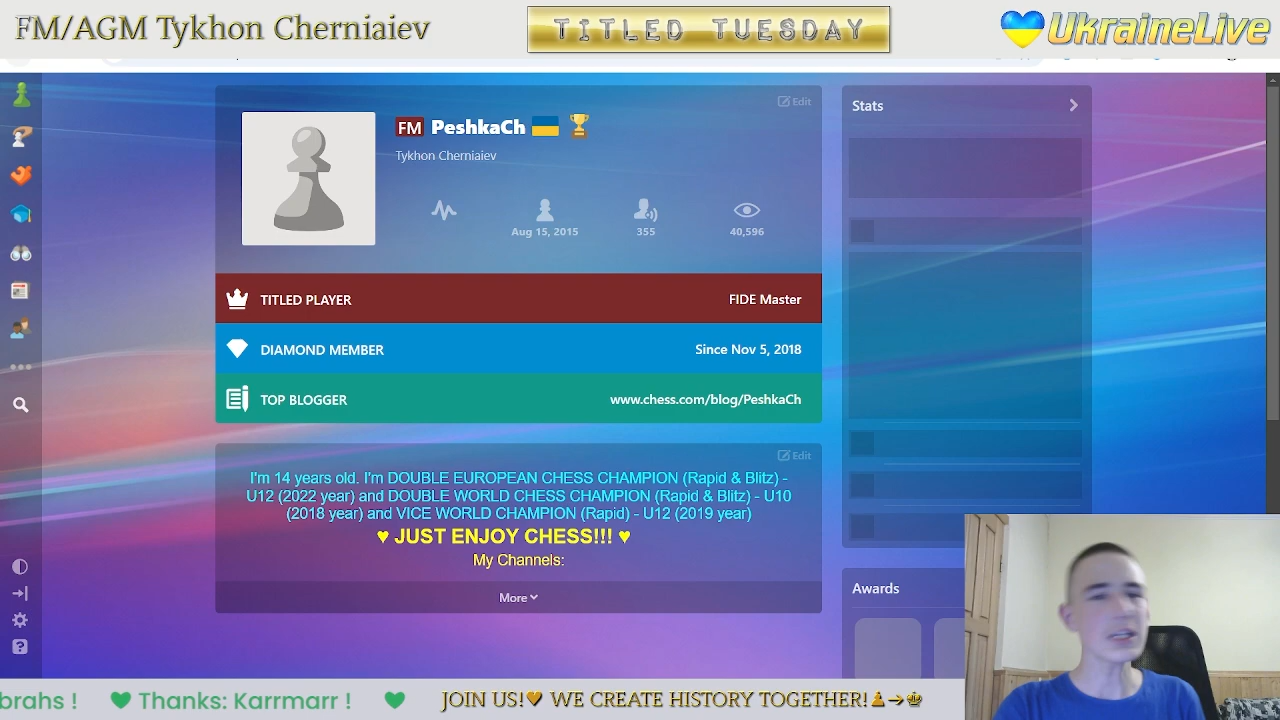 FM/AGM Tykhon Cherniaiev
TITLED TUESDAY
UkraineLive
Edit
FM PeshkaCh
Tykhon Cherniaiev
Aug 15, 2015
355
40,596
TITLED PLAYER
FIDE Master
DIAMOND MEMBER
Since Nov 5, 2018
TOP BLOGGER
www.chess.com/blog/PeshkaCh
Edit
I'm 14 years old. I'm DOUBLE EUROPEAN CHESS CHAMPION (Rapid & Blitz) -
U12 (2022 year) and DOUBLE WORLD CHESS CHAMPION (Rapid & Blitz) - U10
(2018 year) and VICE WORLD CHAMPION (Rapid) - U12 (2019 year)
♥ JUST ENJOY CHESS!!! ♥
My Channels:
More
Stats
Awards
brahs !
Thanks: Karrmarr !
JOIN US!♥ WE CREATE HISTORY TOGETHER!♟→♚